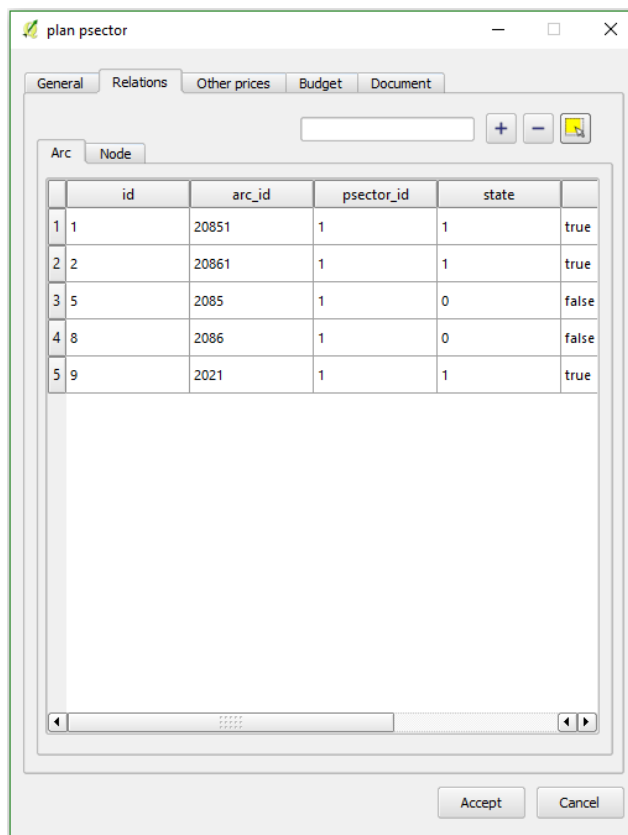 plan psector
General Relations Other prices Budget Document
Arc Node
id arc_id psector_id state
1 1 20851 1 1 true
2 2 20861 1 1 true
3 5 2085 1 0 false
4 8 2086 1 0 false
5 9 2021 1 1 true
Accept Cancel